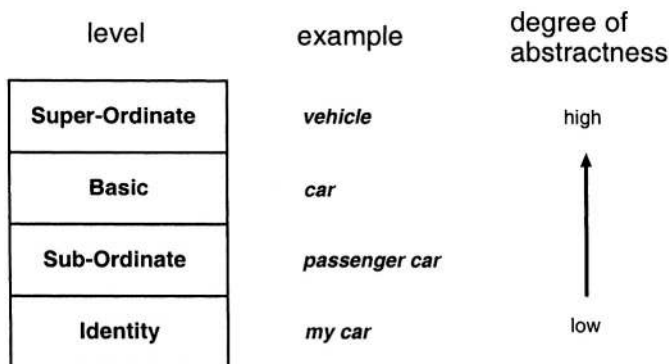 level example degree of
abstractness
Super-Ordinate vehicle high
Basic car
Sub-Ordinate passenger car
Identity my car low